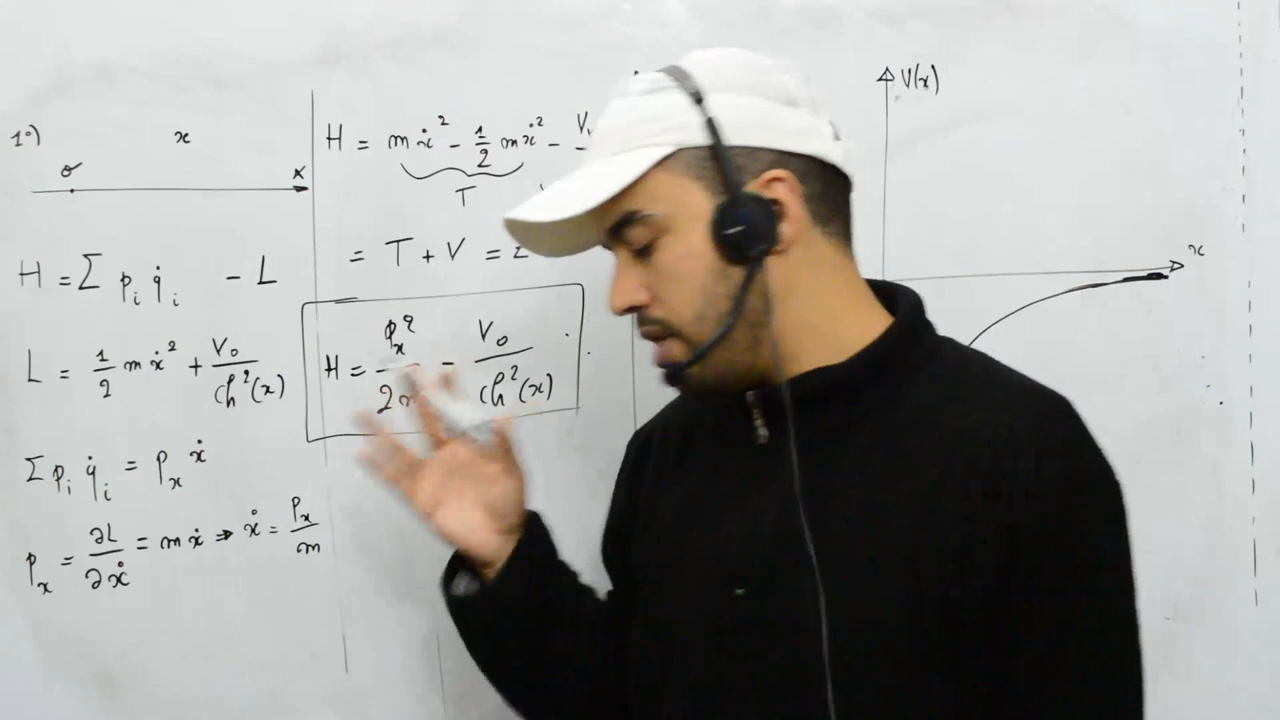 1°) x
O x
H = Σ pᵢ q̇ᵢ - L
L = 1/2 m ẋ² + V₀/ch²(x)
Σ pᵢ q̇ᵢ = pₓ ẋ
pₓ = ∂L/∂ẋ = m ẋ ⇒ ẋ = pₓ/m
H = m ẋ² - 1/2 m ẋ² -
T
= T + V =
H = pₓ²/2m - V₀/ch²(x)
V(x)
x